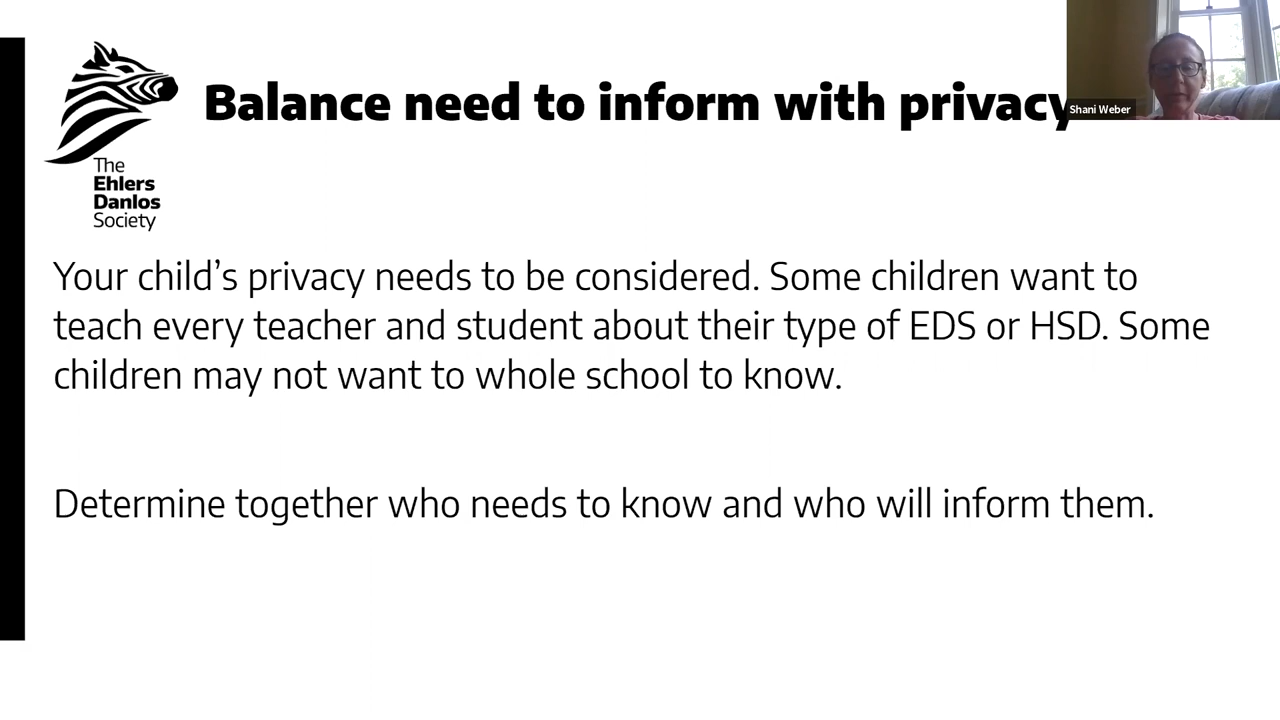 Balance need to inform with privacy
Shani Weber
The
Ehlers
Danlos
Society
Your child’s privacy needs to be considered. Some children want to
teach every teacher and student about their type of EDS or HSD. Some
children may not want to whole school to know.
Determine together who needs to know and who will inform them.